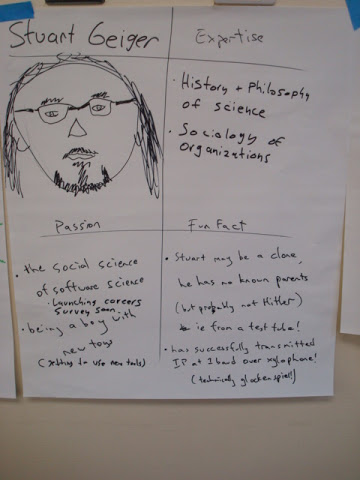 Stuart Geiger
Expertise
• History + Philosophy
of science
• Sociology of
organizations
Passion
• the social science
of software science
• Launching careers
survey soon
• being a boy with
new toys
(getting to use new tools)
Fun Fact
• Stuart may be a clone,
he has no known parents
(but probably not Hitler)
ie from a test tube!
• has successfully transmitted
IP at 1 baud over xylophone!
(technically glockenspiel!)